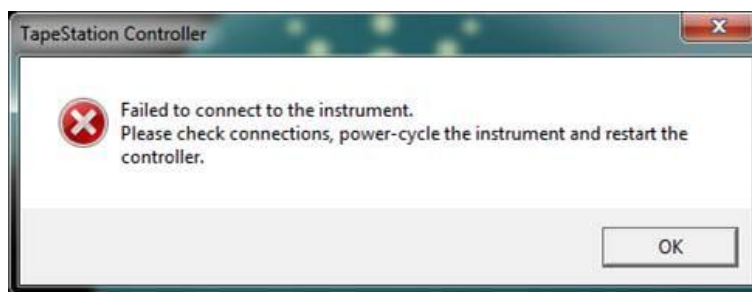 TapeStation Controller
Failed to connect to the instrument.
Please check connections, power-cycle the instrument and restart the
controller.
OK